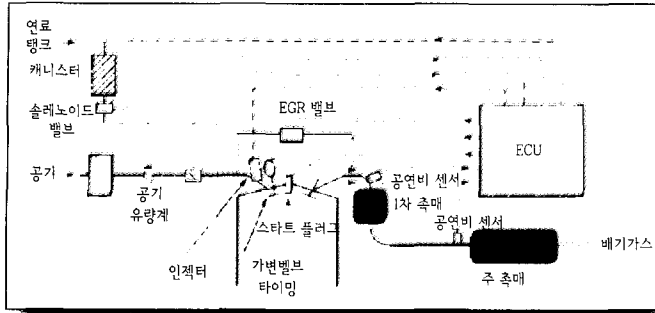 연료
탱크
캐니스터
솔레노이드
밸브
EGR 밸브
ECU
공기
공기
유량계
공연비 센서
1차 촉매
스타트 플러그
공연비 센서
배기가스
인젝터
가변벨브
타이밍
주 촉매